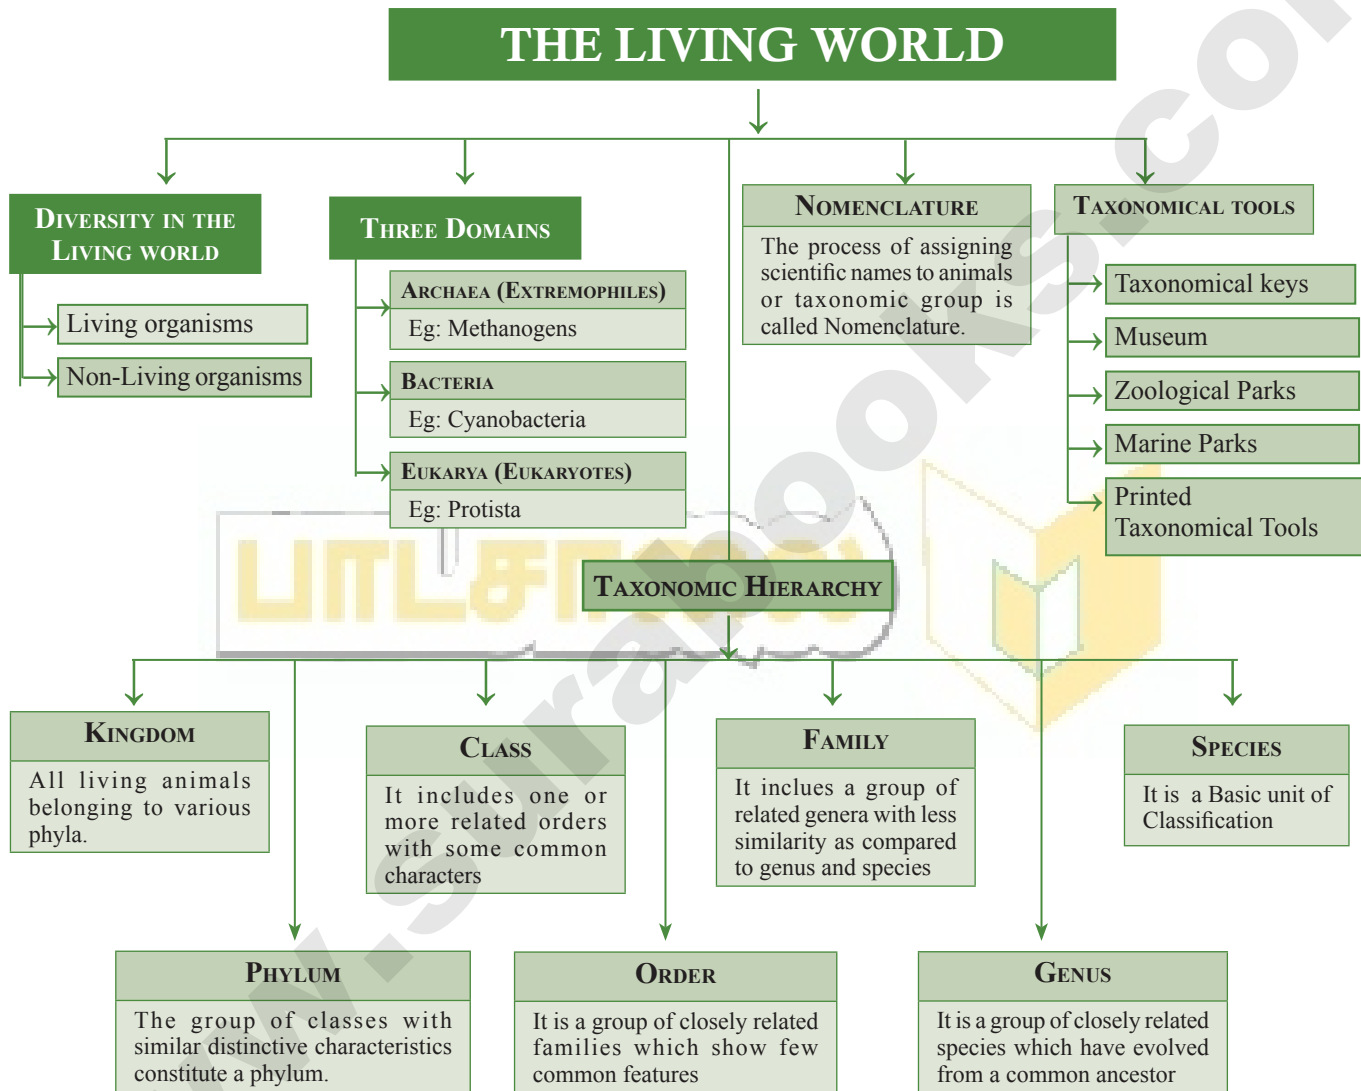 THE LIVING WORLD
DIVERSITY IN THE
LIVING WORLD
Living organisms
Non-Living organisms
THREE DOMAINS
ARCHAEA (EXTREMOPHILES)
Eg: Methanogens
BACTERIA
Eg: Cyanobacteria
EUKARYA (EUKARYOTES)
Eg: Protista
NOMENCLATURE
The process of assigning
scientific names to animals
or taxonomic group is
called Nomenclature.
TAXONOMICAL TOOLS
Taxonomical keys
Museum
Zoological Parks
Marine Parks
Printed
Taxonomical Tools
பாடசாலை
TAXONOMIC HIERARCHY
KINGDOM
All living animals
belonging to various
phyla.
CLASS
It includes one or
more related orders
with some common
characters
FAMILY
It inclues a group of
related genera with less
similarity as compared
to genus and species
SPECIES
It is a Basic unit of
Classification
PHYLUM
The group of classes with
similar distinctive characteristics
constitute a phylum.
ORDER
It is a group of closely related
families which show few
common features
GENUS
It is a group of closely related
species which have evolved
from a common ancestor
www.surabooks.com